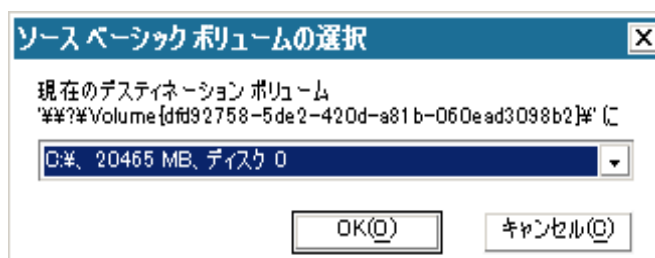 ソース ベーシック ボリュームの選択
現在のデスティネーション ボリューム
'¥¥?¥Volume{dfd92758-5de2-420d-a81b-060ead3098b2}¥' (こ
C:¥、20465 MB、ディスク 0
OK(O)
キャンセル(C)